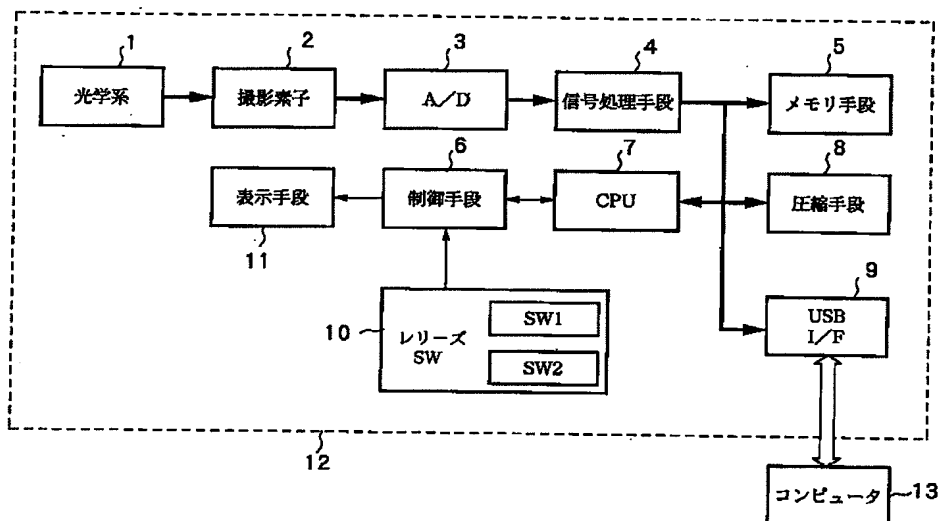 1
2
3
4
5
光学系
撮影素子
A/D
信号処理手段
メモリ手段
6
7
8
表示手段
制御手段
CPU
圧縮手段
11
9
10
レリーズ
SW
SW1
SW2
USB
I/F
12
コンピュータ
13